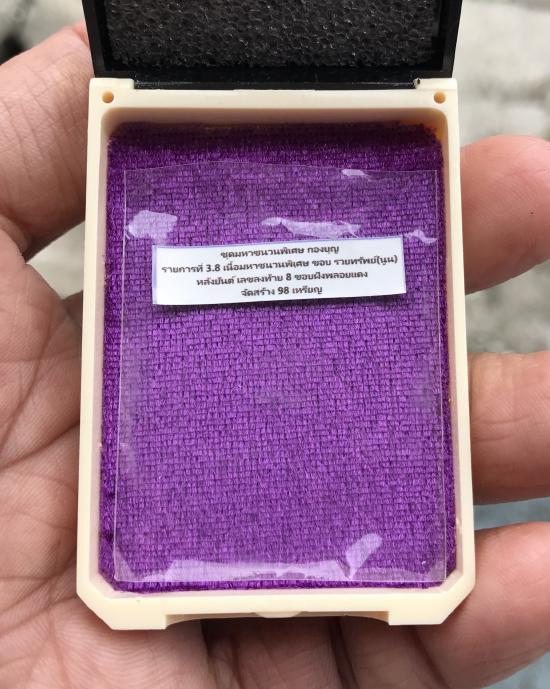 ชุดมหาชนวนพิเศษ กองบุญ
รายการที่ 3.8 เนื้อมหาชนวนพิเศษ ขอบ รวยทรัพย์(นูน)
หลังยันต์ เลขลงท้าย 8 ขอบฝังพลอยแดง
จัดสร้าง 98 เหรียญ